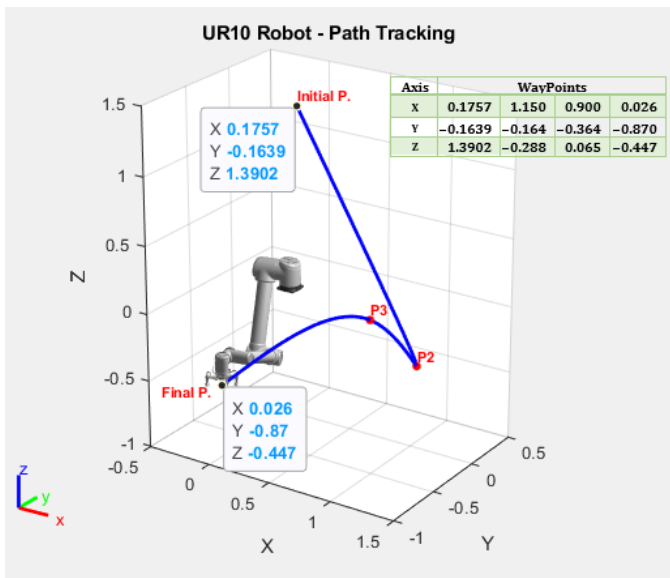 UR10 Robot - Path Tracking
Axis WayPoints
X 0.1757 1.150 0.900 0.026
Y −0.1639 −0.164 −0.364 −0.870
Z 1.3902 −0.288 0.065 −0.447
Initial P.
X 0.1757
Y -0.1639
Z 1.3902
P3
P2
Final P.
X 0.026
Y -0.87
Z -0.447
1.5
1
0.5
0
-0.5
-1
Z
-0.5
0
0.5
1
1.5
X
-1
-0.5
0
0.5
Y
z
y
x